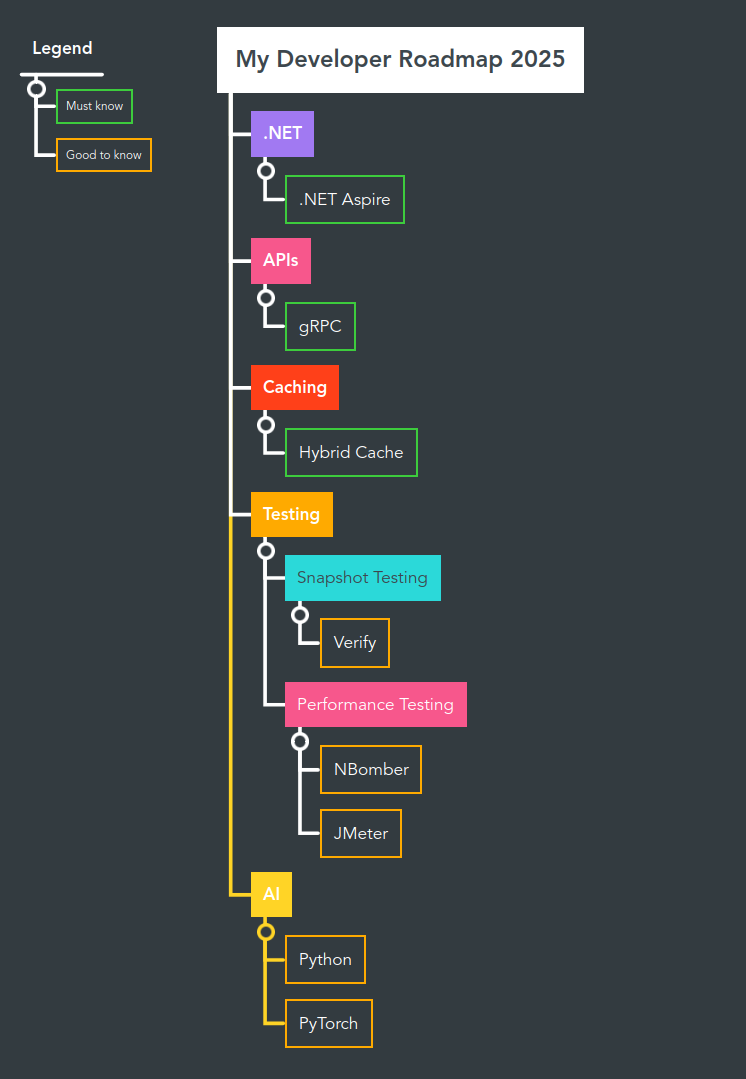 Legend
Must know
Good to know
My Developer Roadmap 2025
.NET
.NET Aspire
APIs
gRPC
Caching
Hybrid Cache
Testing
Snapshot Testing
Verify
Performance Testing
NBomber
JMeter
AI
Python
PyTorch